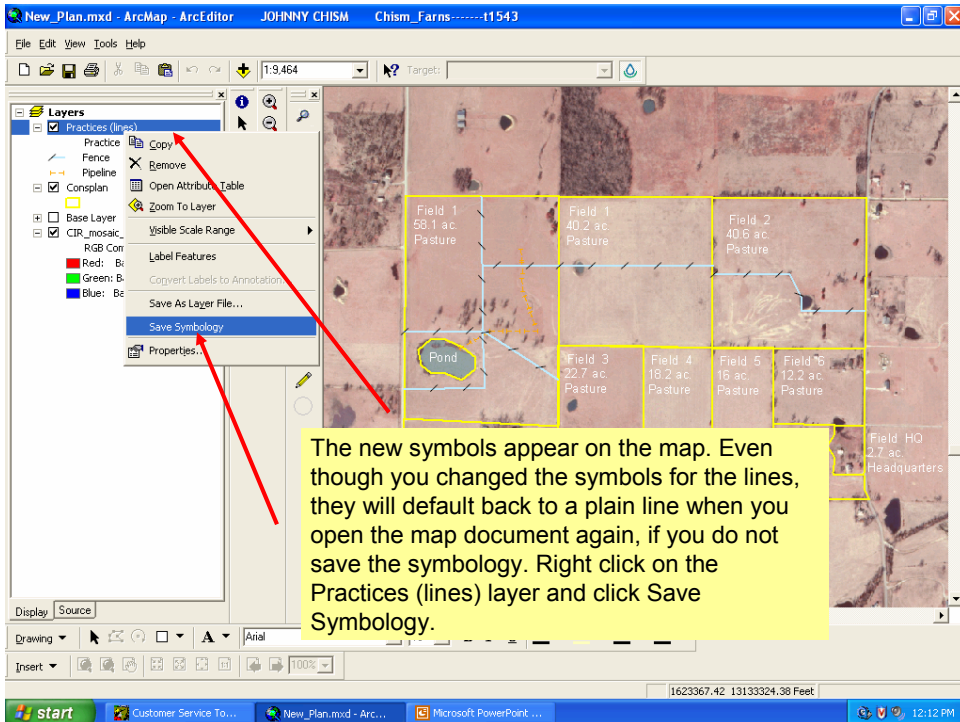 New_Plan.mxd - ArcMap - ArcEditor JOHNNY CHISM Chism_Farns-------t1543
File Edit View Tools Help
1:9,464 Target:
Layers
Practices (lines)
Practice
Fence
Pipeline
Consplan
Base Layer
CIR_mosaic_
RGB Com
Red: Ba
Green: B
Blue: Ba
Copy
Remove
Open Attribute Table
Zoom To Layer
Visible Scale Range
Label Features
Convert Labels to Annotation...
Save As Layer File...
Save Symbology
Properties...
Field 1
58.1 ac.
Pasture
Field 1
40.2 ac.
Pasture
Field 2
40.6 ac.
Pasture
Pond
Field 3
22.7 ac.
Pasture
Field 4
18.2 ac.
Pasture
Field 5
16 ac.
Pasture
Field 6
12.2 ac.
Pasture
Field HQ
2.7 ac.
Headquarters
The new symbols appear on the map. Even
though you changed the symbols for the lines,
they will default back to a plain line when you
open the map document again, if you do not
save the symbology. Right click on the
Practices (lines) layer and click Save
Symbology.
Display Source
Drawing A Arial
Insert 100%
1623367.42 13133324.38 Feet
start Customer Service To... New_Plan.mxd - Arc... Microsoft PowerPoint ... 12:12 PM